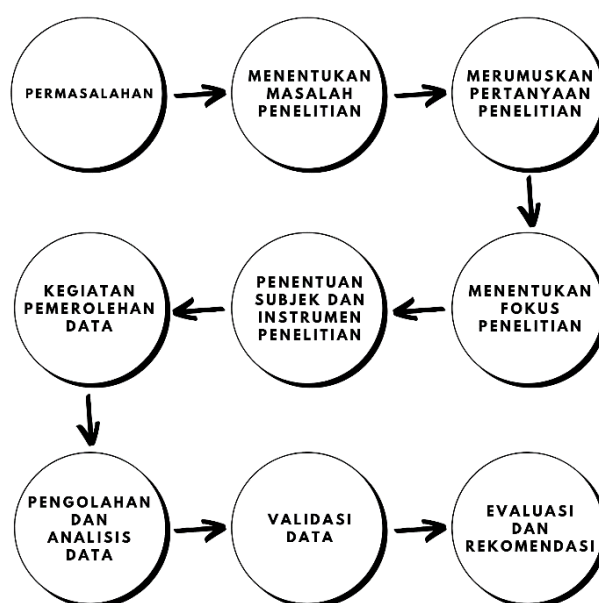 PERMASALAHAN
MENENTUKAN
MASALAH
PENELITIAN
MERUMUSKAN
PERTANYAAN
PENELITIAN
MENENTUKAN
FOKUS
PENELITIAN
PENENTUAN
SUBJEK DAN
INSTRUMEN
PENELITIAN
KEGIATAN
PEMEROLEHAN
DATA
PENGOLAHAN
DAN
ANALISIS
DATA
VALIDASI
DATA
EVALUASI
DAN
REKOMENDASI